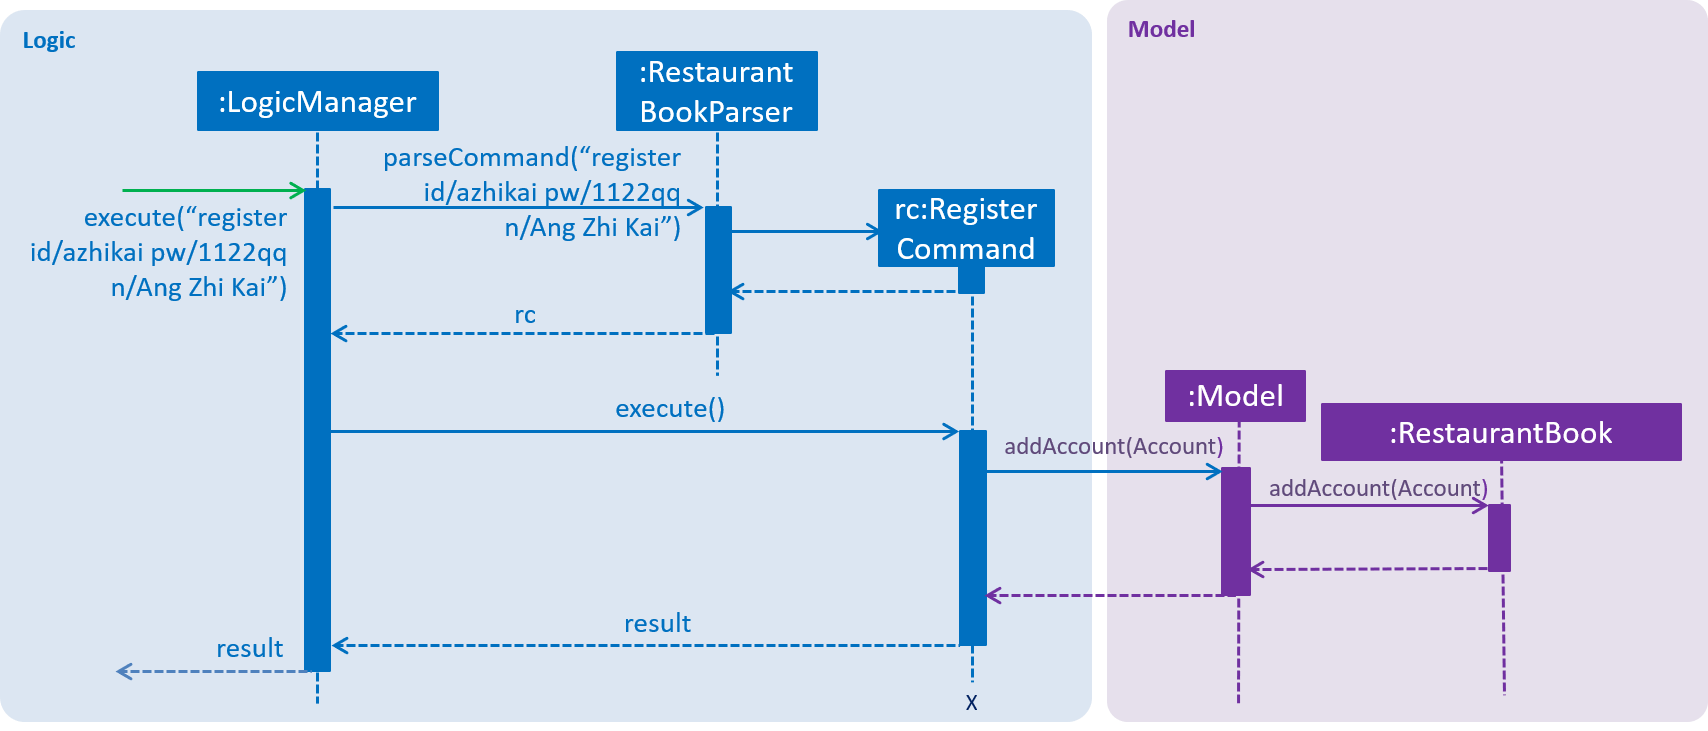 Logic
Model
:LogicManager
:Restaurant
BookParser
parseCommand(“register
id/azhikai pw/1122qq
n/Ang Zhi Kai”)
execute(“register
id/azhikai pw/1122qq
n/Ang Zhi Kai”)
rc:Register
Command
rc
execute()
:Model
:RestaurantBook
addAccount(Account)
addAccount(Account)
result
result
X